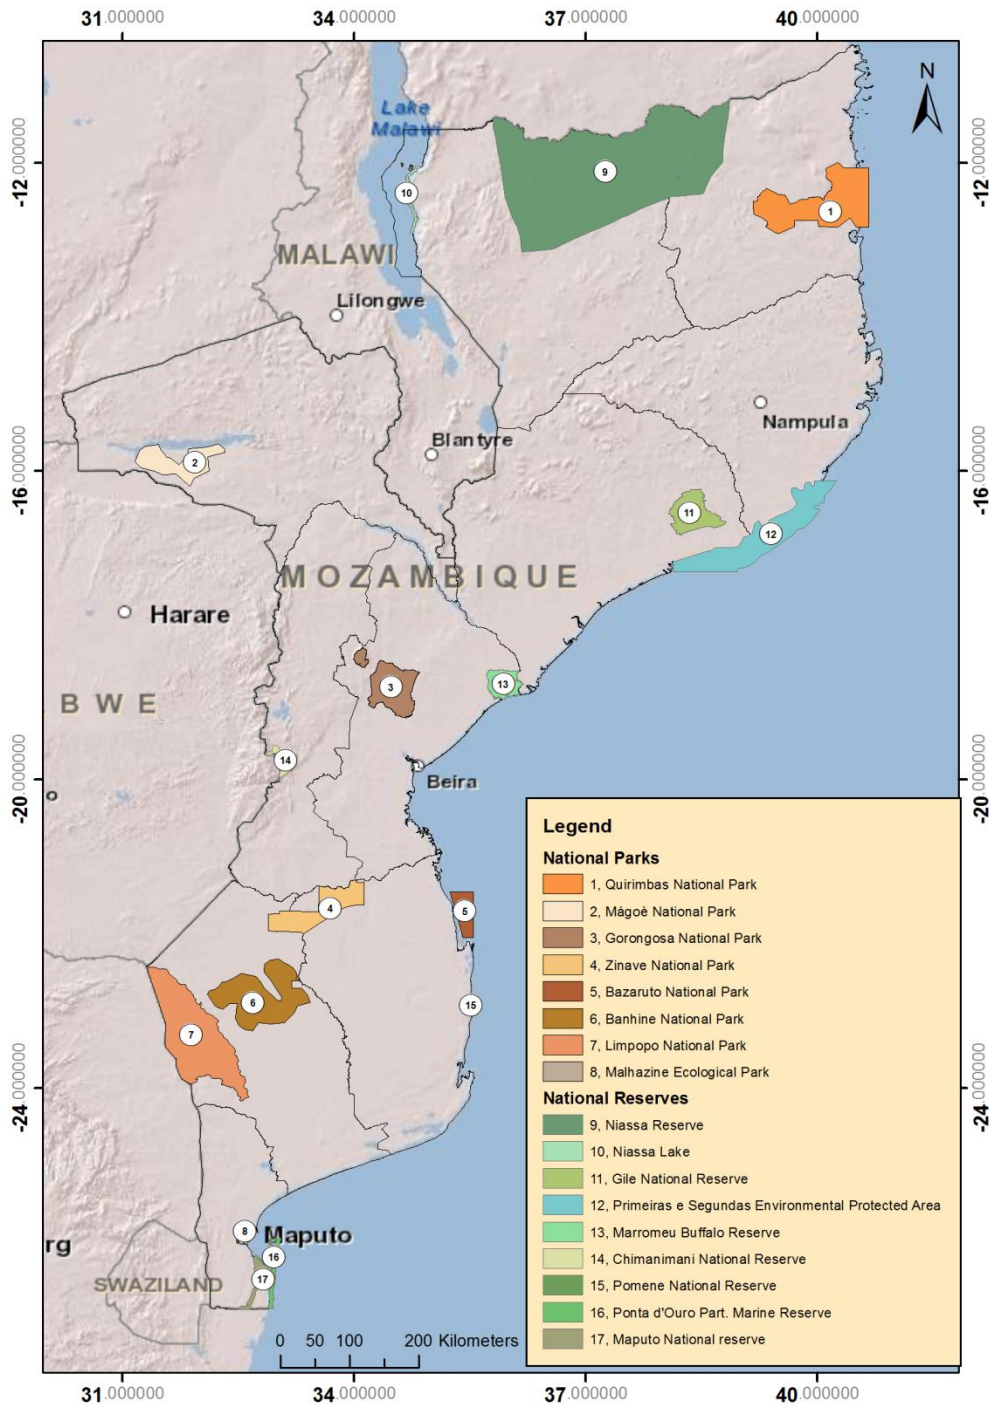 31.000000 34.000000 37.000000 40.000000
N
Lake
Malawi
-12.000000 -12.000000
9
10
1
MALAWI
Lilongwe
Nampula
Blantyre
2
-16.000000 -16.000000
11
12
MOZAMBIQUE
Harare
3
13
BWE
14
Beira
-20.000000 -20.000000
4
5
6
15
7
-24.000000 -24.000000
8
Maputo
rg
16
17
SWAZILAND
0 50 100 200 Kilometers
Legend
National Parks
1, Quirimbas National Park
2, Mágoè National Park
3, Gorongosa National Park
4, Zinave National Park
5, Bazaruto National Park
6, Banhine National Park
7, Limpopo National Park
8, Malhazine Ecological Park
National Reserves
9, Niassa Reserve
10, Niassa Lake
11, Gile National Reserve
12, Primeiras e Segundas Environmental Protected Area
13, Marromeu Buffalo Reserve
14, Chimanimani National Reserve
15, Pomene National Reserve
16, Ponta d'Ouro Part. Marine Reserve
17, Maputo National reserve
31.000000 34.000000 37.000000 40.000000